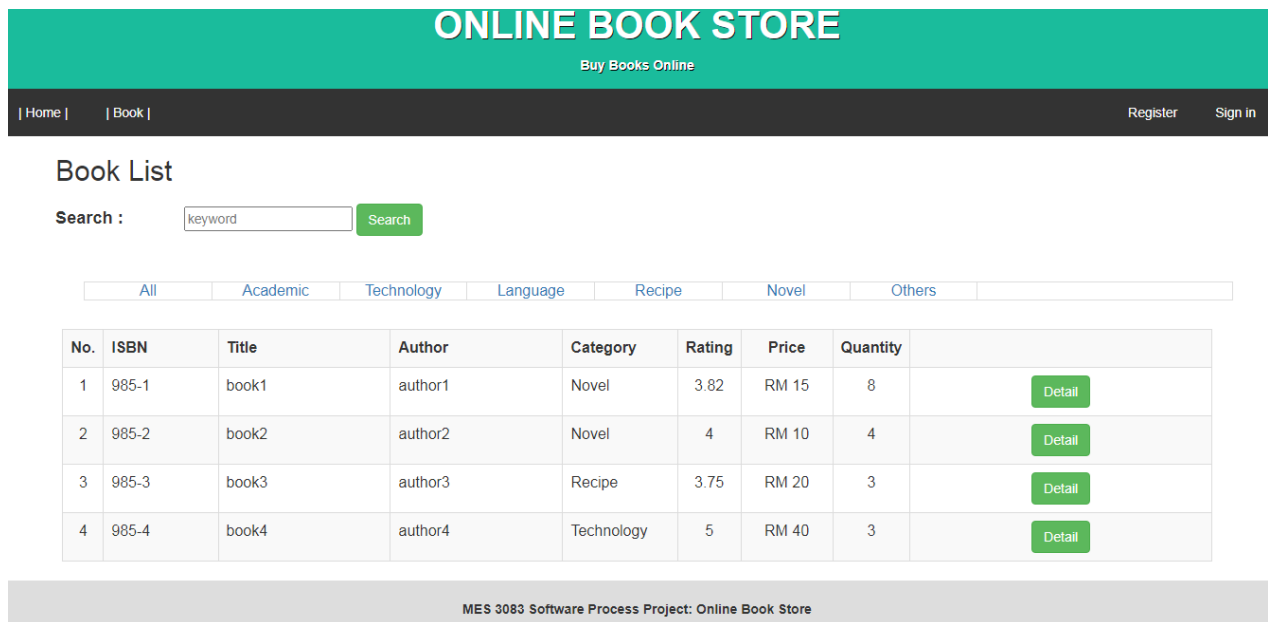 ONLINE BOOK STORE
Buy Books Online
| Home | | Book | Register Sign in
Book List
Search : keyword Search
All Academic Technology Language Recipe Novel Others
No. ISBN Title Author Category Rating Price Quantity
1 985-1 book1 author1 Novel 3.82 RM 15 8 Detail
2 985-2 book2 author2 Novel 4 RM 10 4 Detail
3 985-3 book3 author3 Recipe 3.75 RM 20 3 Detail
4 985-4 book4 author4 Technology 5 RM 40 3 Detail
MES 3083 Software Process Project: Online Book Store